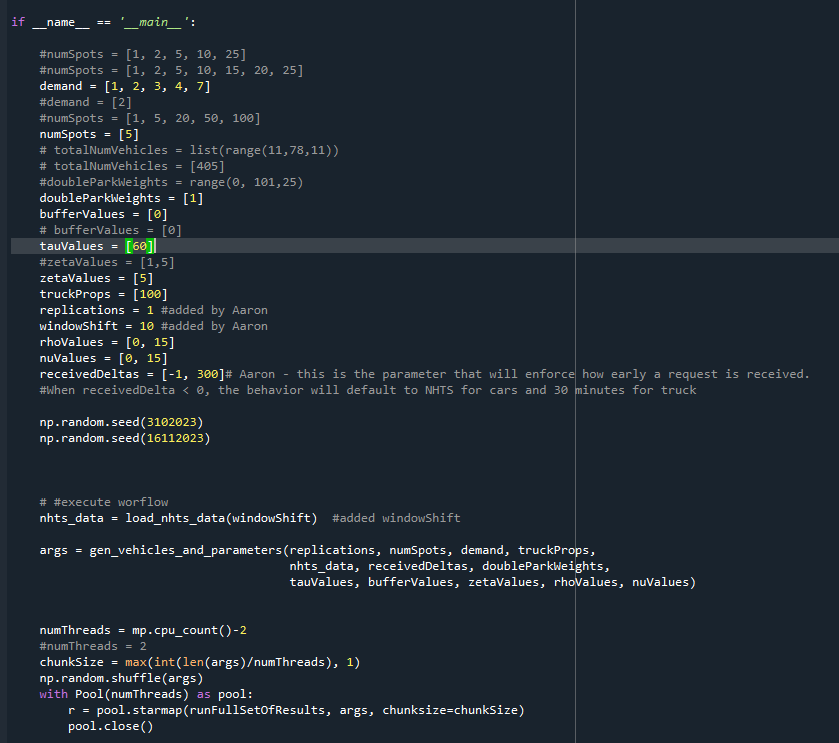 if __name__ == '__main__':
#numSpots = [1, 2, 5, 10, 25]
#numSpots = [1, 2, 5, 10, 15, 20, 25]
demand = [1, 2, 3, 4, 7]
#demand = [2]
#numSpots = [1, 5, 20, 50, 100]
numSpots = [5]
# totalNumVehicles = list(range(11,78,11))
# totalNumVehicles = [405]
#doubleParkWeights = range(0, 101,25)
doubleParkWeights = [1]
bufferValues = [0]
# bufferValues = [0]
tauValues = [60]
#zetaValues = [1,5]
zetaValues = [5]
truckProps = [100]
replications = 1 #added by Aaron
windowShift = 10 #added by Aaron
rhoValues = [0, 15]
nuValues = [0, 15]
receivedDeltas = [-1, 300]# Aaron - this is the parameter that will enforce how early a request is received.
#When receivedDelta < 0, the behavior will default to NHTS for cars and 30 minutes for truck
np.random.seed(3102023)
np.random.seed(16112023)
# #execute worflow
nhts_data = load_nhts_data(windowShift)  #added windowShift
args = gen_vehicles_and_parameters(replications, numSpots, demand, truckProps,
nhts_data, receivedDeltas, doubleParkWeights,
tauValues, bufferValues, zetaValues, rhoValues, nuValues)
numThreads = mp.cpu_count()-2
#numThreads = 2
chunkSize = max(int(len(args)/numThreads), 1)
np.random.shuffle(args)
with Pool(numThreads) as pool:
r = pool.starmap(runFullSetOfResults, args, chunksize=chunkSize)
pool.close()